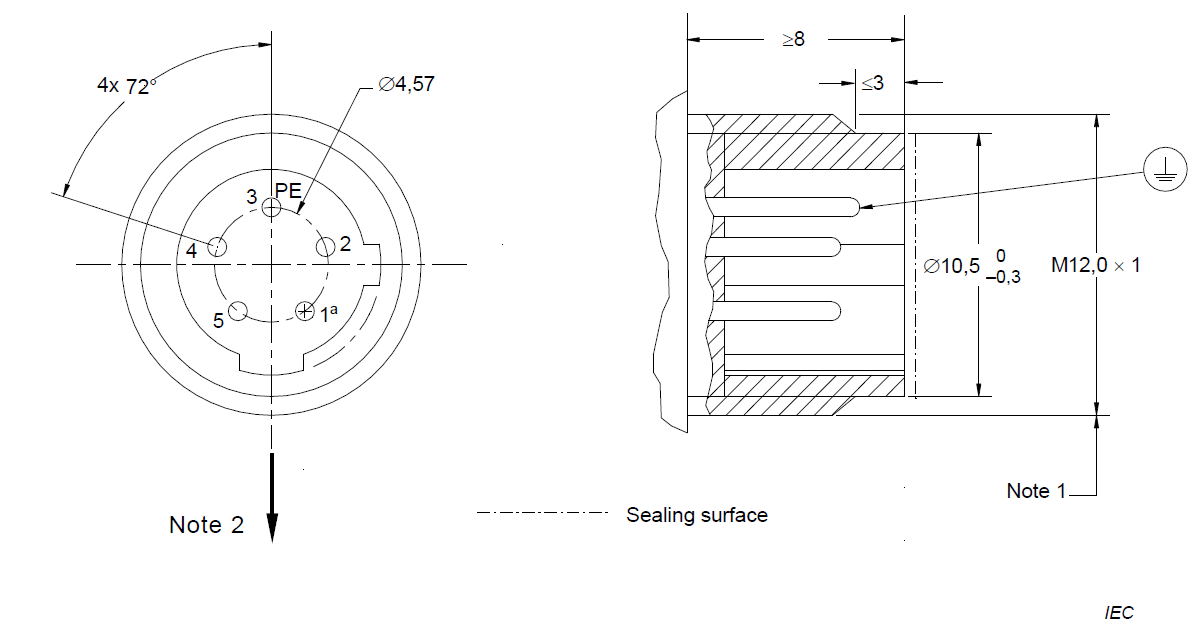 ≥8
≤3
4x 72°
∅4,57
3 PE
4
2
5
1ª
∅10,5 0 –0,3
M12,0 × 1
Note 1
Note 2
Sealing surface
IEC